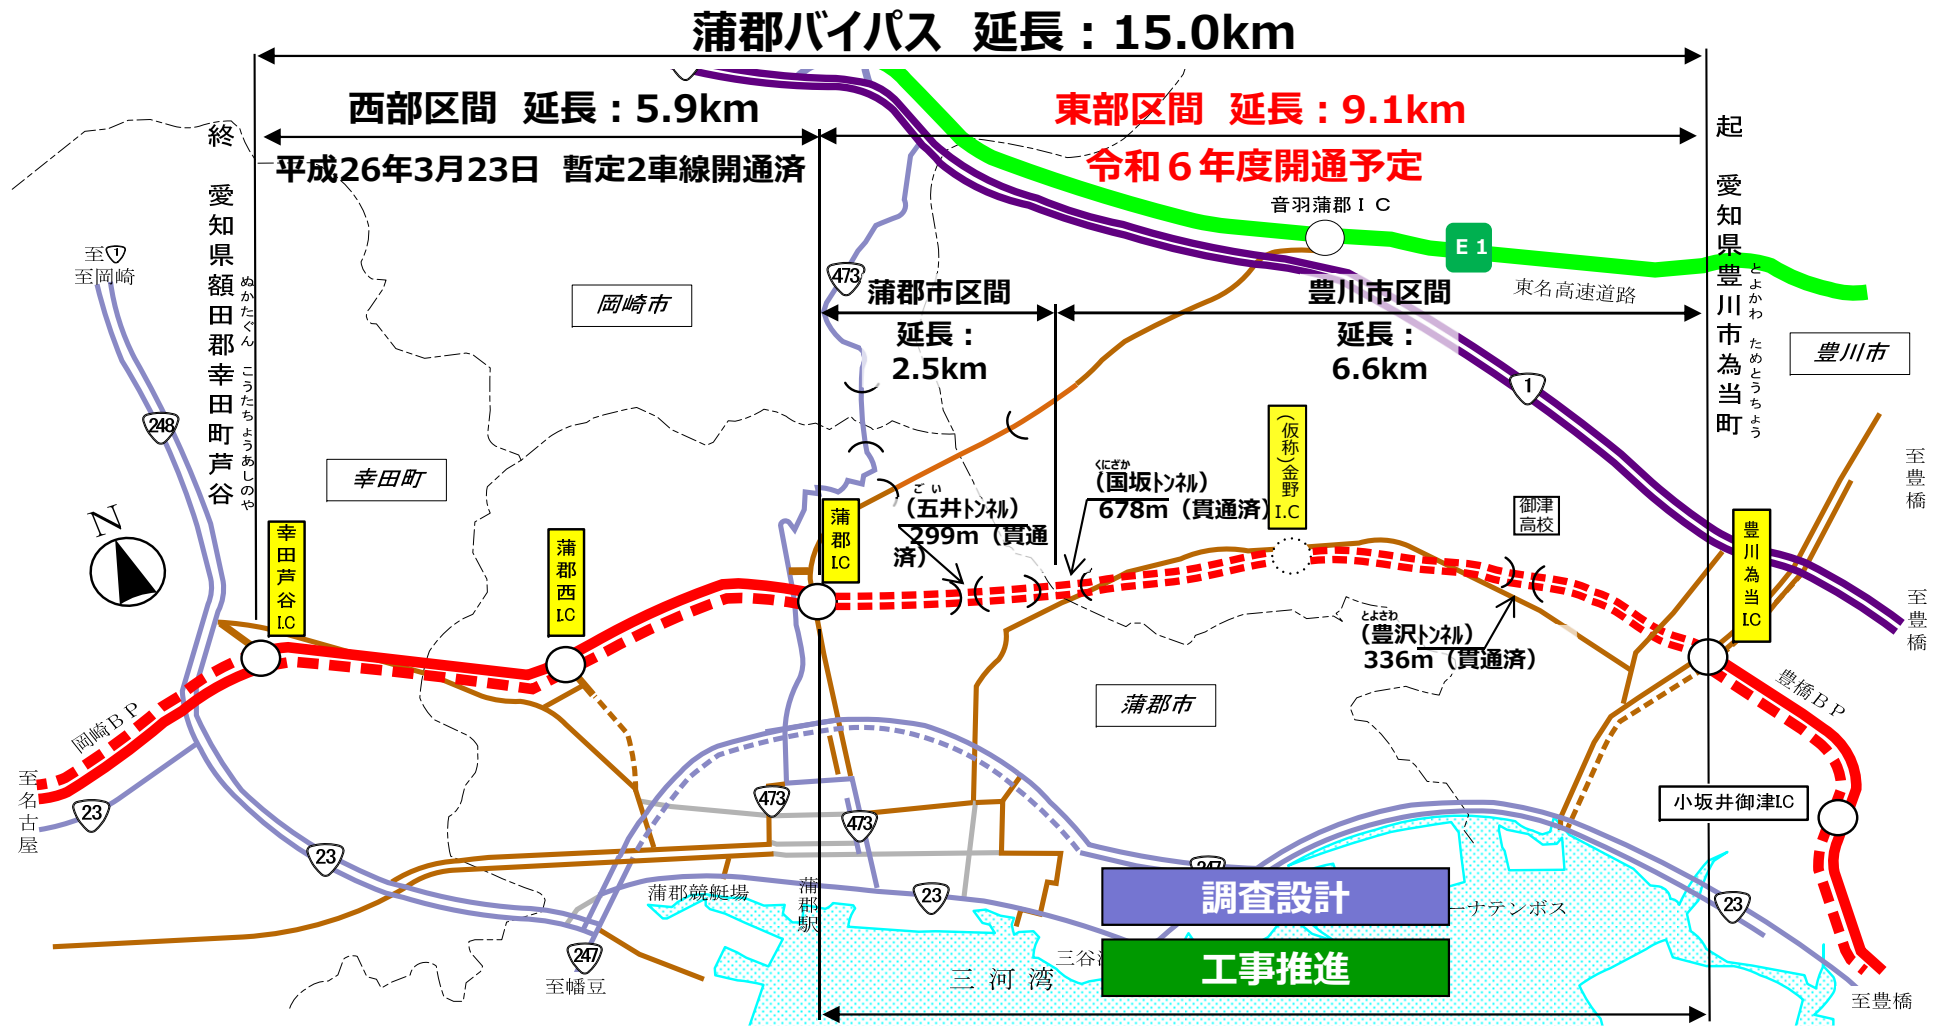 蒲郡バイパス 延長：15.0km
西部区間 延長：5.9km
東部区間 延長：9.1km
平成26年3月23日 暫定2車線開通済
令和６年度開通予定
終 愛知県額田郡幸田町芦谷
ぬかたぐん こうたちょうあしのや
起 愛知県豊川市為当町
とよかわ ためとうちょう
音羽蒲郡ＩＣ
E 1
東名高速道路
至1
至岡崎
473
岡崎市
蒲郡市区間
延長：
2.5km
豊川市区間
延長：
6.6km
豊川市
1
248
幸田町
(仮称)金野I.C
至豊橋
くにざか
（国坂トンネル）
678m（貫通済）
ごい
（五井トンネル）
299m（貫通
済）
御津
高校
N
幸田芦谷I.C
蒲郡西I.C
蒲郡I.C
豊川為当I.C
至豊橋
とよさわ
（豊沢トンネル）
336m（貫通済）
蒲郡市
岡崎ＢＰ
豊橋ＢＰ
至名古屋
23
473
473
小坂井御津I.C
23
247
蒲郡競艇場
蒲郡駅
23
調査設計
ーナテンボス
23
247
至幡豆
三河湾
三谷
工事推進
至豊橋